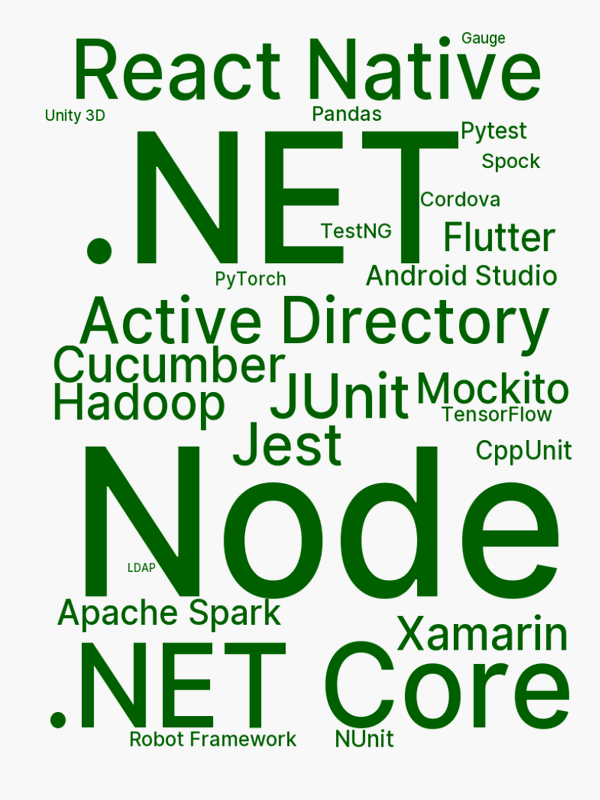 Gauge
React Native
Unity 3D
Pandas
.NET
Pytest
Spock
Cordova
TestNG
Flutter
PyTorch
Android Studio
Active Directory
Cucumber
JUnit
Mockito
Hadoop
TensorFlow
Jest
CppUnit
Node
LDAP
Apache Spark
Xamarin
.NET Core
Robot Framework
NUnit